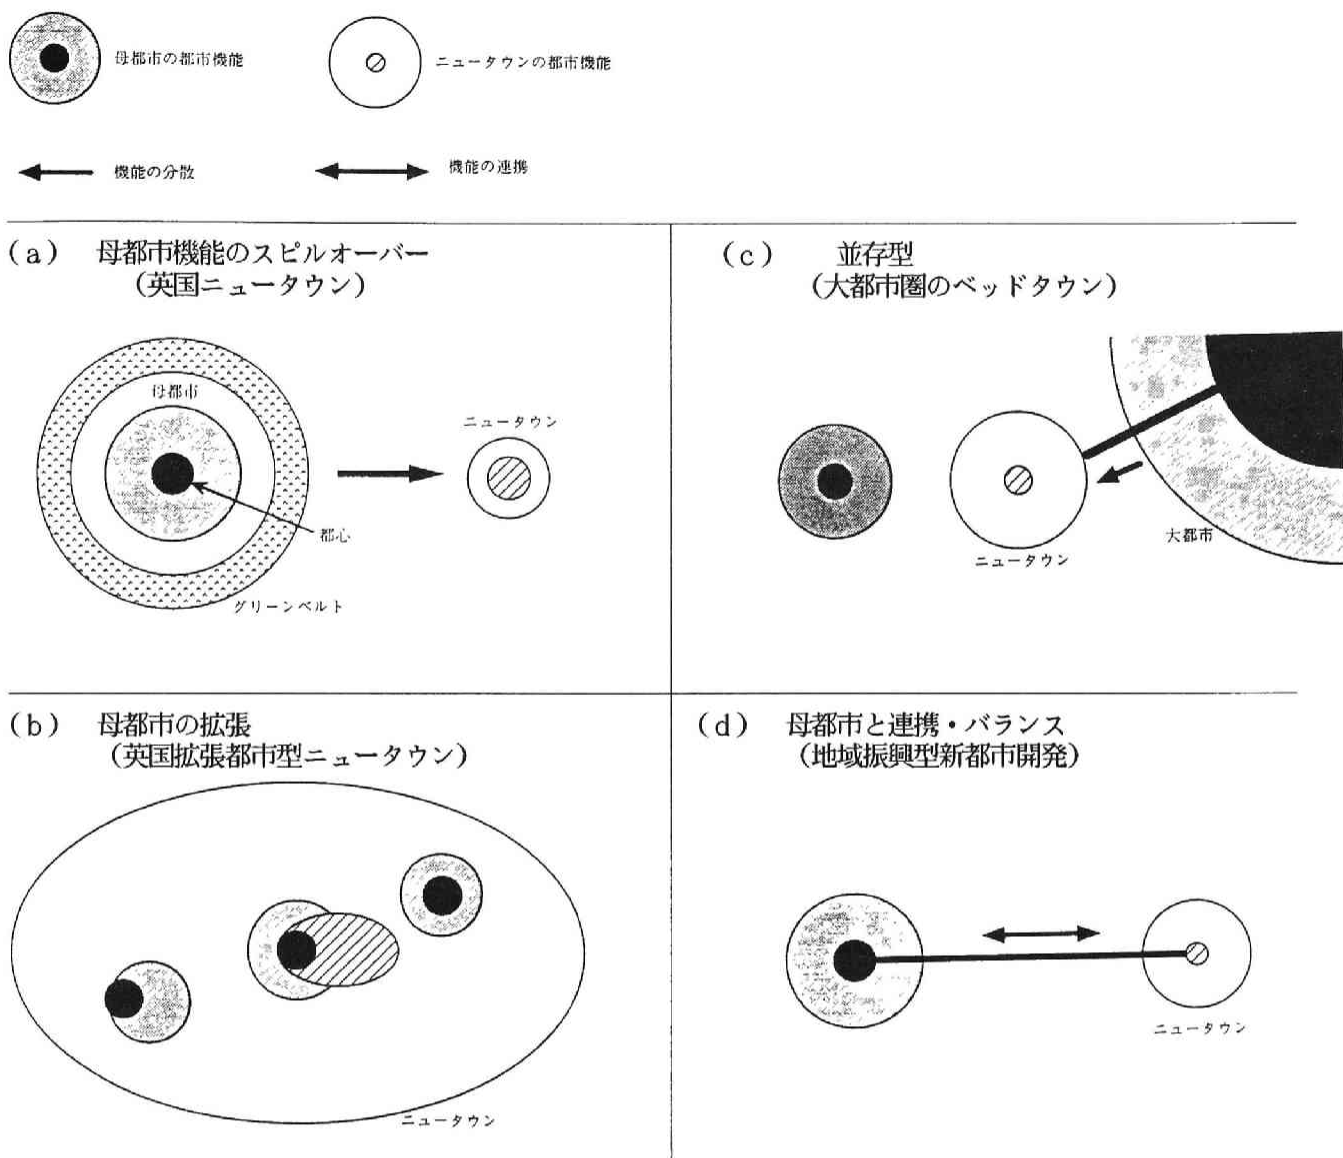 母都市の都市機能
ニュータウンの都市機能
機能の分散
機能の連携
(a) 母都市機能のスピルオーバー
(英国ニュータウン)
母都市
ニュータウン
都心
グリーンベルト
(c) 並存型
(大都市圏のベッドタウン)
ニュータウン
大都市
(b) 母都市の拡張
(英国拡張都市型ニュータウン)
ニュータウン
(d) 母都市と連携・バランス
(地域振興型新都市開発)
ニュータウン